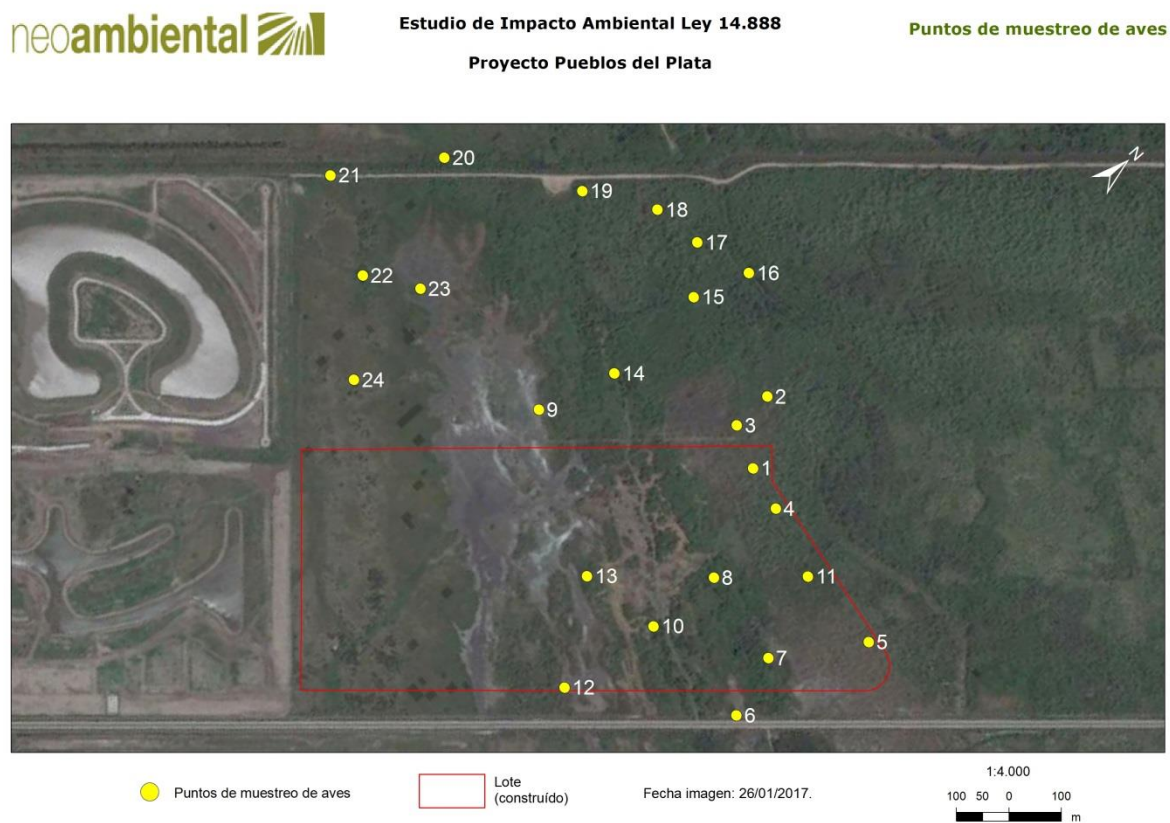 neoambiental
Estudio de Impacto Ambiental Ley 14.888
Proyecto Pueblos del Plata
Puntos de muestreo de aves
N
20
21
19
18
17
16
22
23
15
14
24
2
9
3
1
4
13
8
11
10
5
7
12
6
Puntos de muestreo de aves
Lote
(construído)
Fecha imagen: 26/01/2017.
1:4.000
100 50 0 100
m